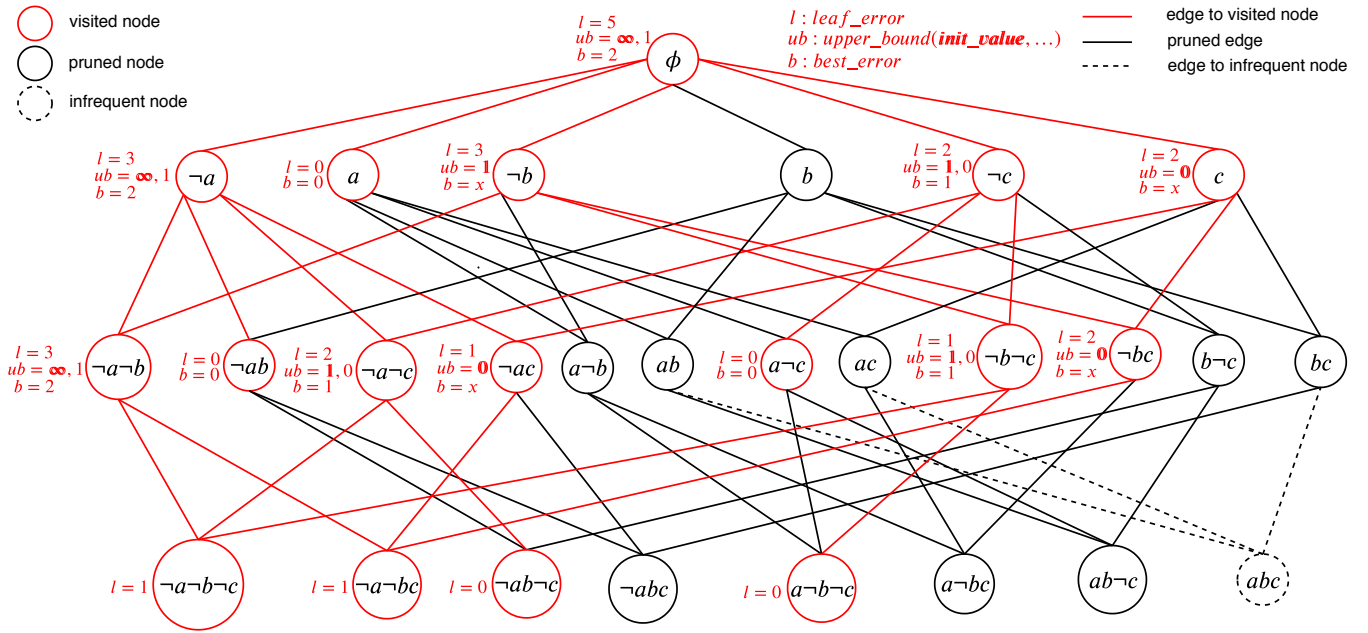 visited node
pruned node
infrequent node
l = 5
ub = ∞, 1
b = 2
ϕ
l : leaf_error
ub : upper_bound(init_value, …)
b : best_error
edge to visited node
pruned edge
edge to infrequent node
l = 3
ub = ∞, 1
b = 2
¬a
l = 0
b = 0
a
l = 3
ub = 1
b = x
¬b
b
l = 2
ub = 1, 0
b = 1
¬c
l = 2
ub = 0
b = x
c
l = 3
ub = ∞, 1
b = 2
¬a¬b
l = 0
b = 0
¬ab
l = 2
ub = 1, 0
b = 1
¬a¬c
l = 1
ub = 0
b = x
¬ac
a¬b
ab
l = 0
b = 0
a¬c
ac
l = 1
ub = 1, 0
b = 1
¬b¬c
l = 2
ub = 0
b = x
¬bc
b¬c
bc
l = 1
¬a¬b¬c
l = 1
¬a¬bc
l = 0
¬ab¬c
¬abc
l = 0
a¬b¬c
a¬bc
ab¬c
abc